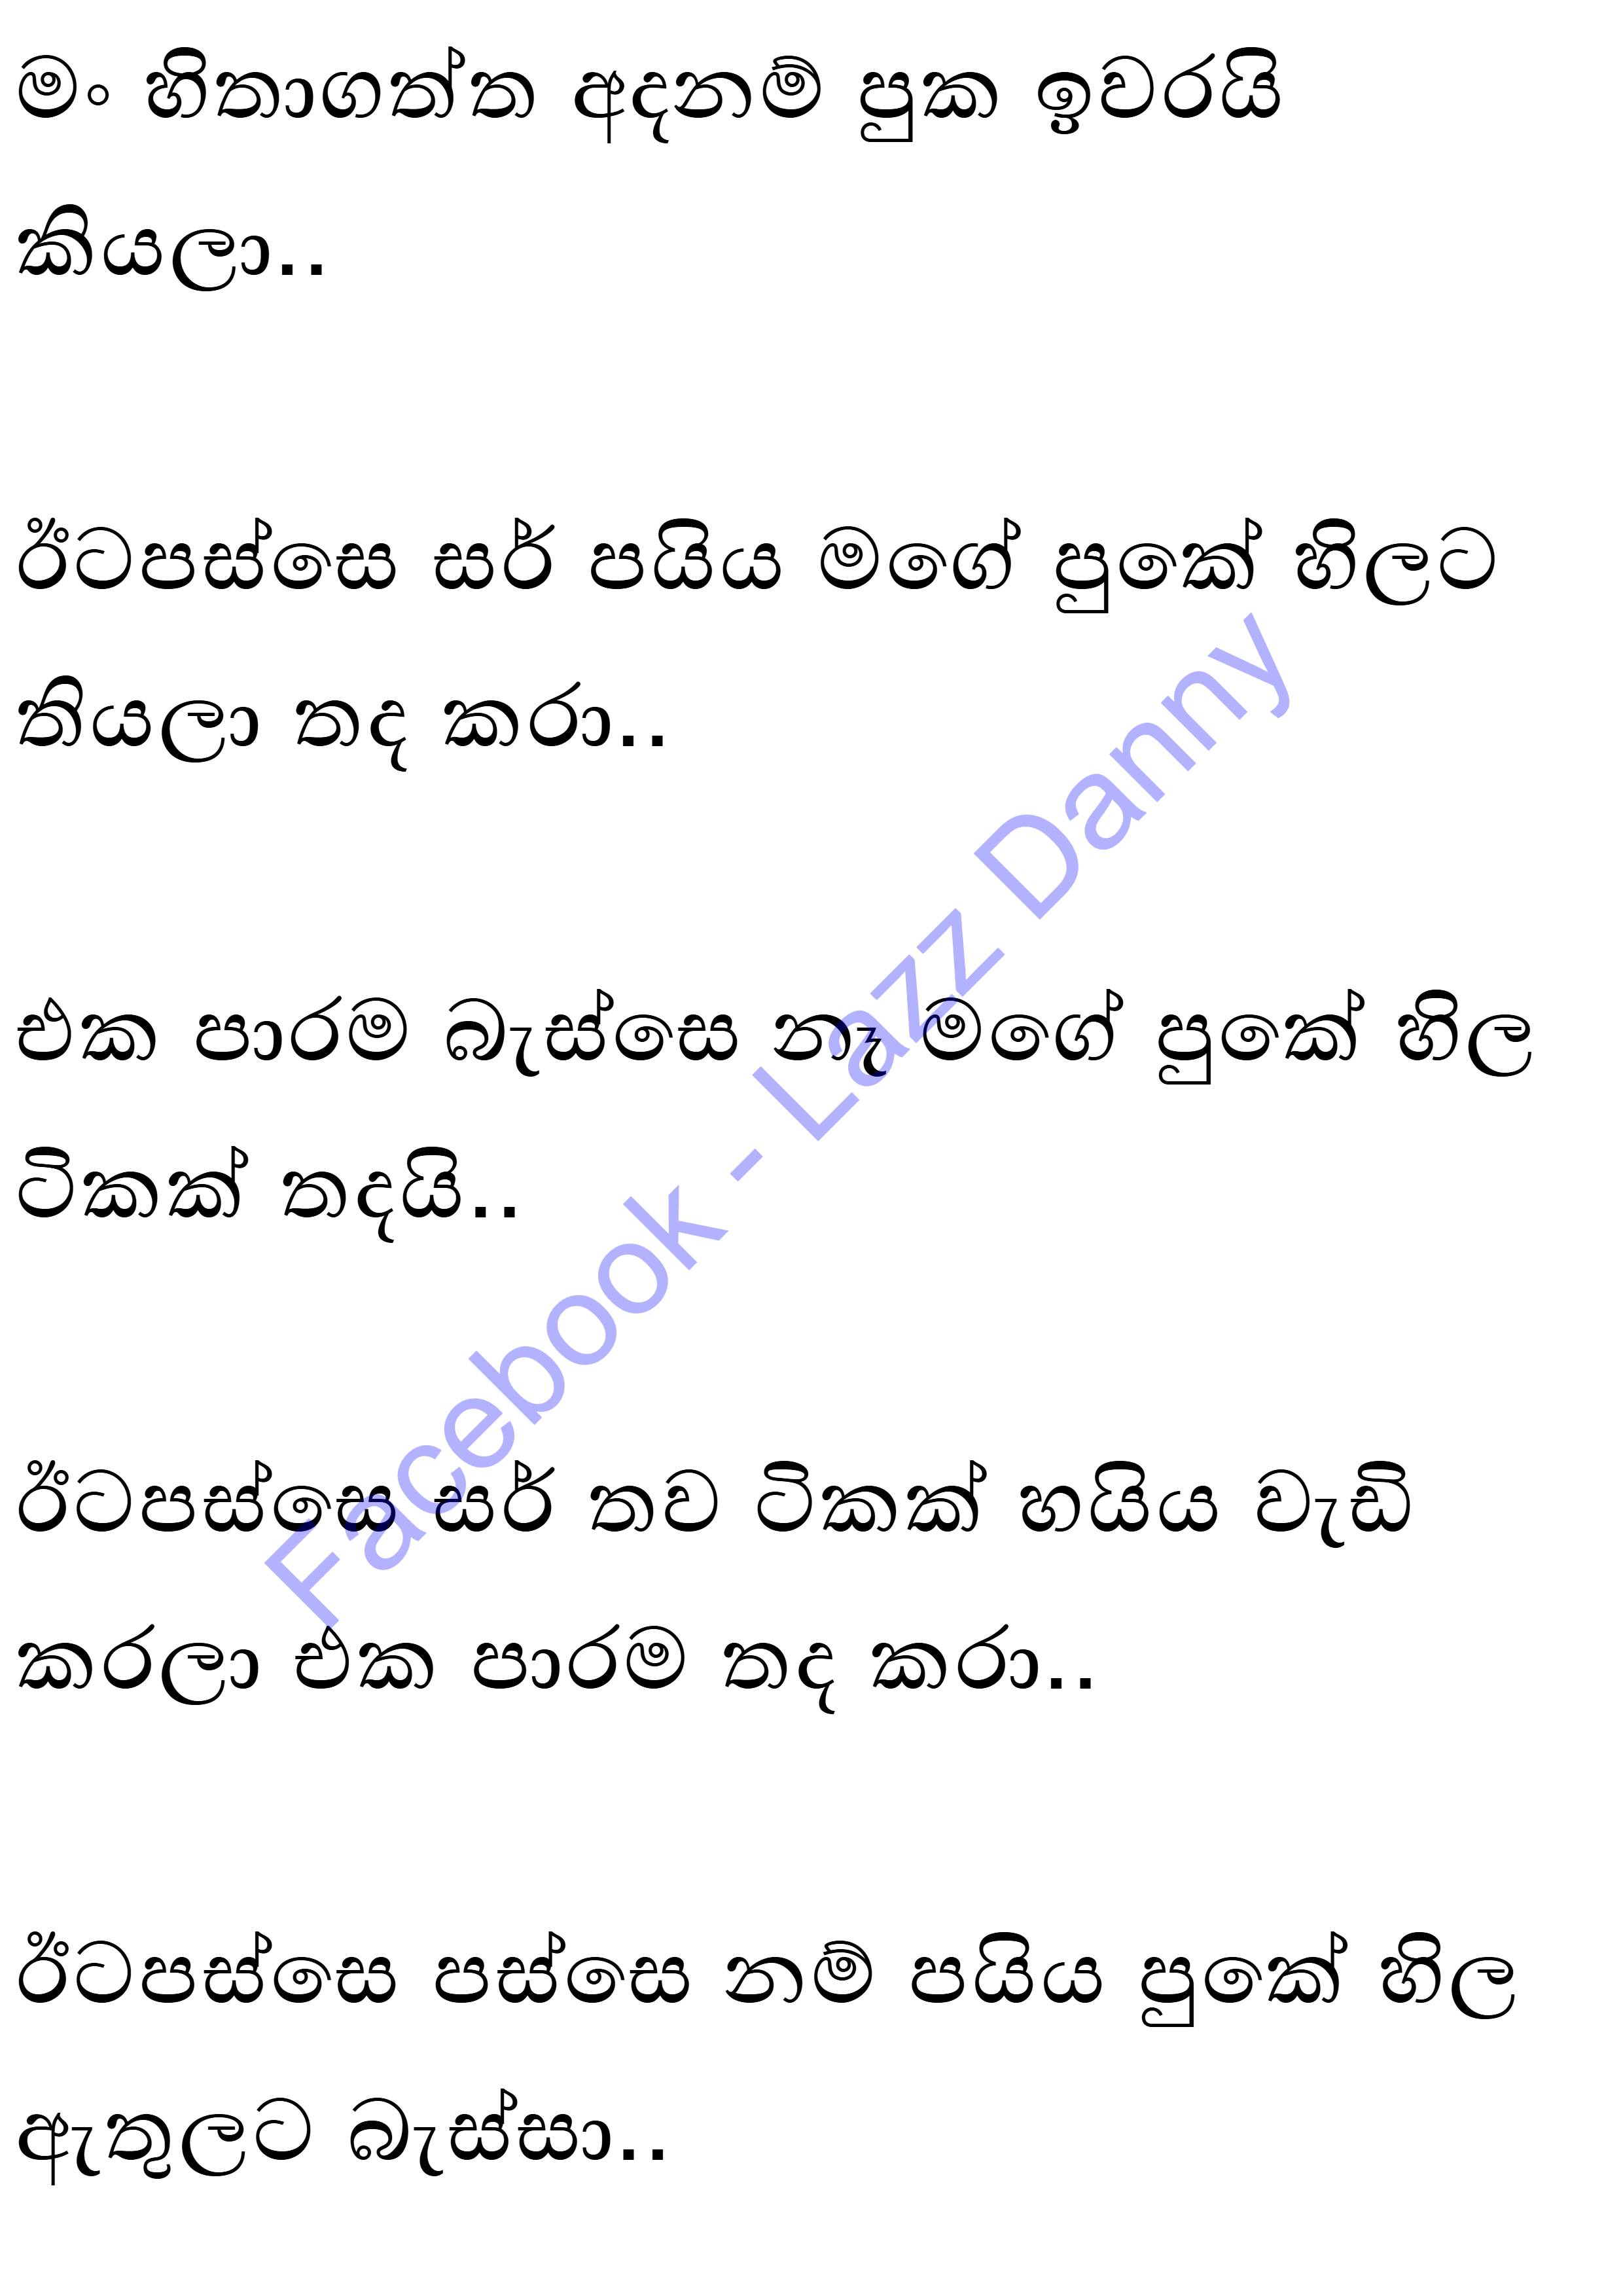 මං හිතාගත්ත අදනම් පුක ඉවරයි
කියලා..
ඊටපස්සෙ සර් පයිය මගේ පුකේ හිලට
තියලා තද කරා..
එක පාරම බැස්සෙ නෑ මගේ පුකේ හිල
ටිකක් තදයි..
ඊටපස්සෙ සර් තව ටිකක් හයිය වැඩි
කරලා එක පාරම තද කරා..
ඊටපස්සෙ පස්සෙ නම් පයිය පුකේ හිල
ඇතුලට බැස්සා..
Facebook - Lazz Danny